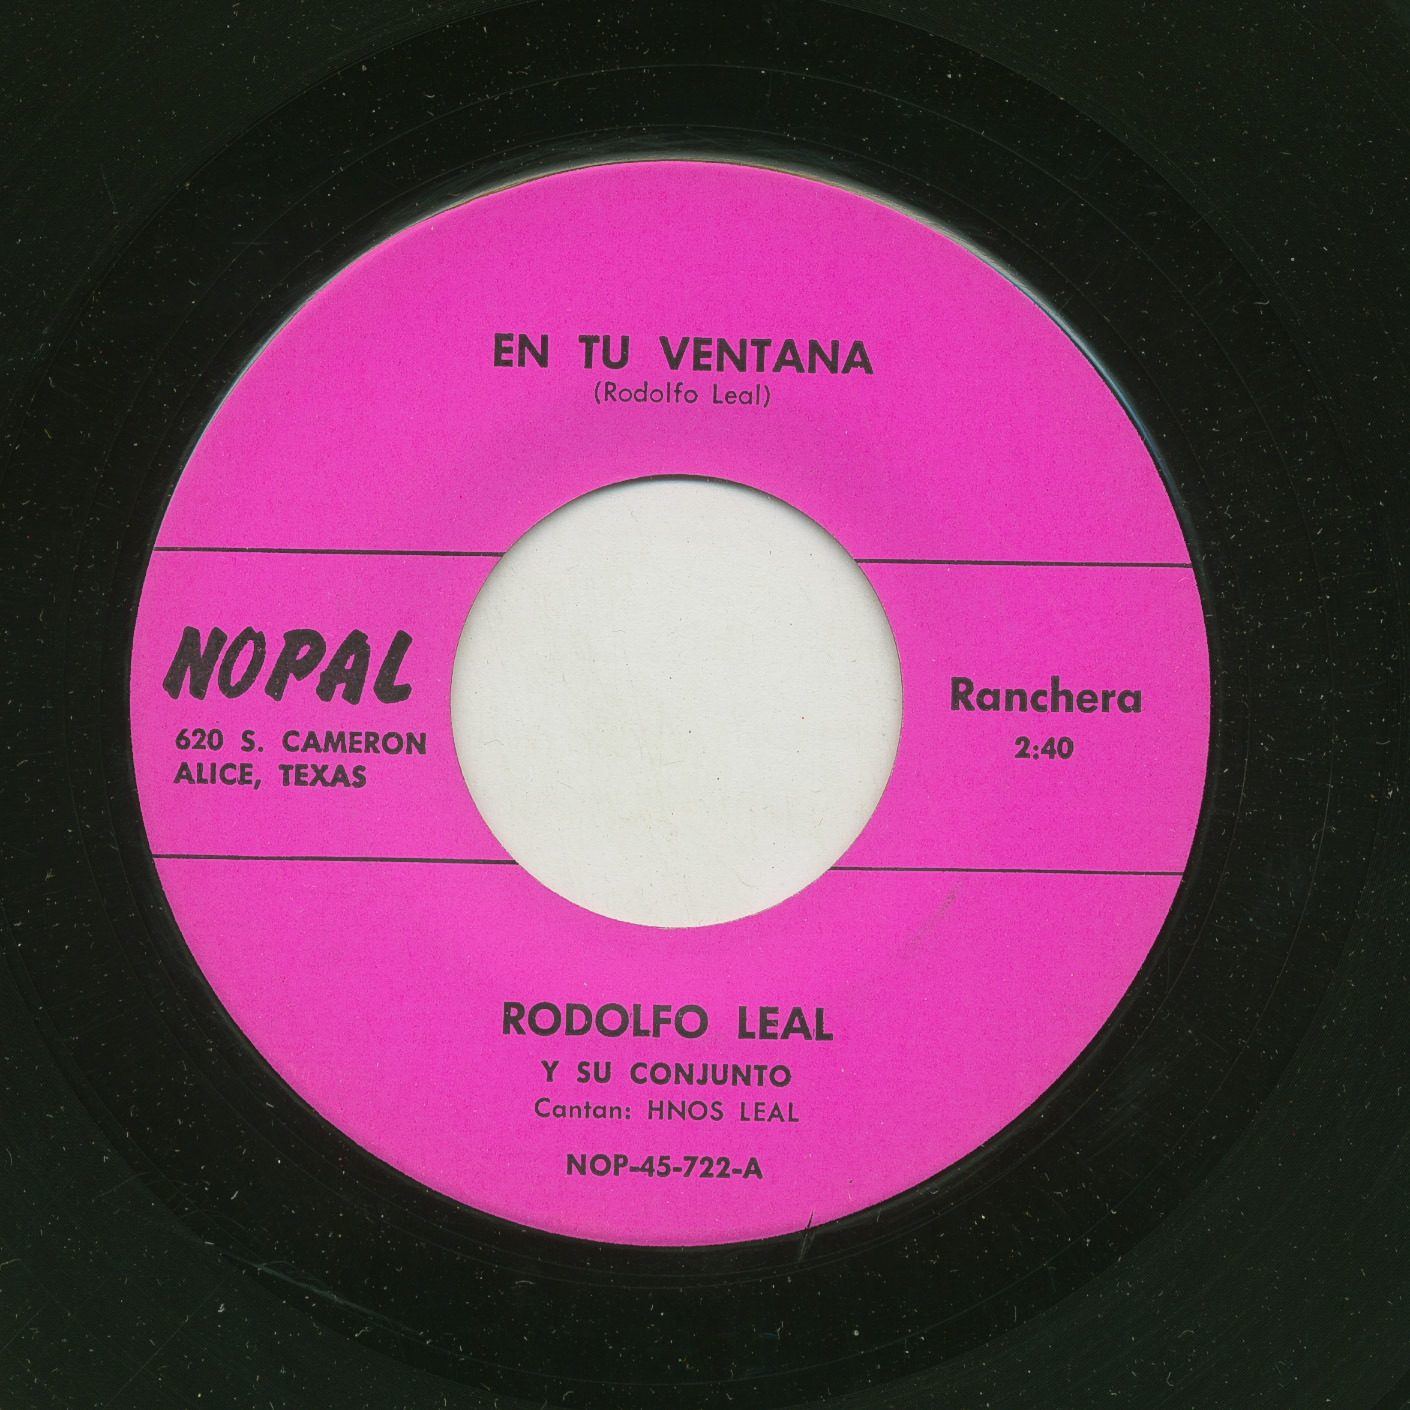 EN TU VENTANA
(Rodolfo Leal)
NOPAL
620 S. CAMERON
ALICE, TEXAS
Ranchera
2:40
RODOLFO LEAL
Y SU CONJUNTO
Cantan: HNOS LEAL
NOP-45-722-A